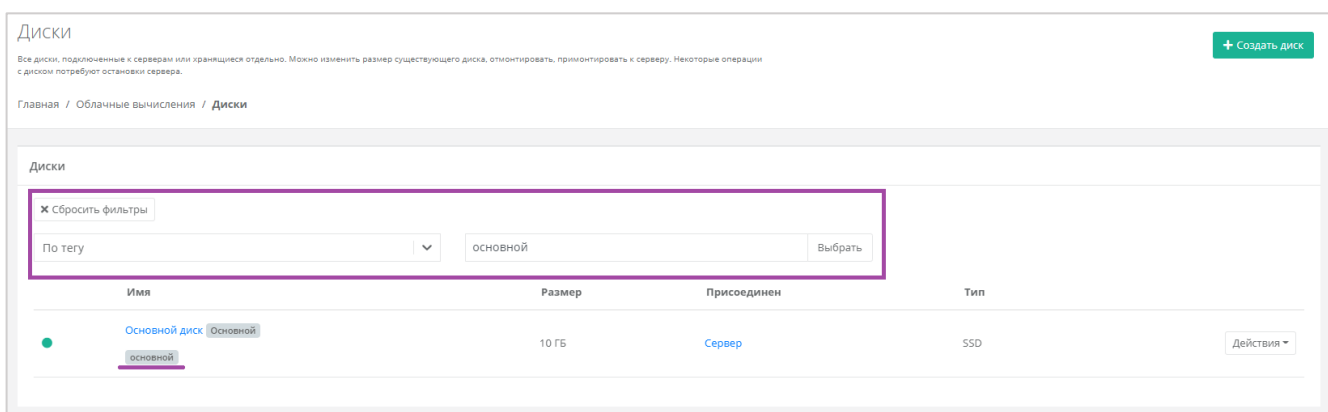 Диски
+ Создать диск
Все диски, подключенные к серверам или хранящиеся отдельно. Можно изменить размер существующего диска, отмонтировать, примонтировать к серверу. Некоторые операции
с диском потребуют остановки сервера.
Главная / Облачные вычисления / Диски
Диски
× Сбросить фильтры
По тегу
основной
Выбрать
Имя Размер Присоединен Тип
Основной диск Основной
10 ГБ Сервер SSD Действия
основной